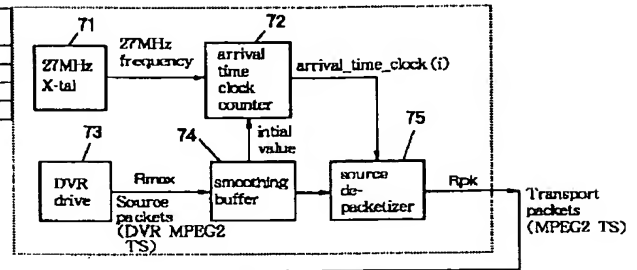 71
27MHz
X-tal
27MHz
frequency
72
arrival
time
clock
counter
arrival_time_clock (i)
73
DVR
drive
Rmax
Source
packets
(DVR MPEG2
TS)
74
intial
value
smoothing
buffer
75
source
de-
packetizer
Rpk
Transport
packets
(MPEG2 TS)